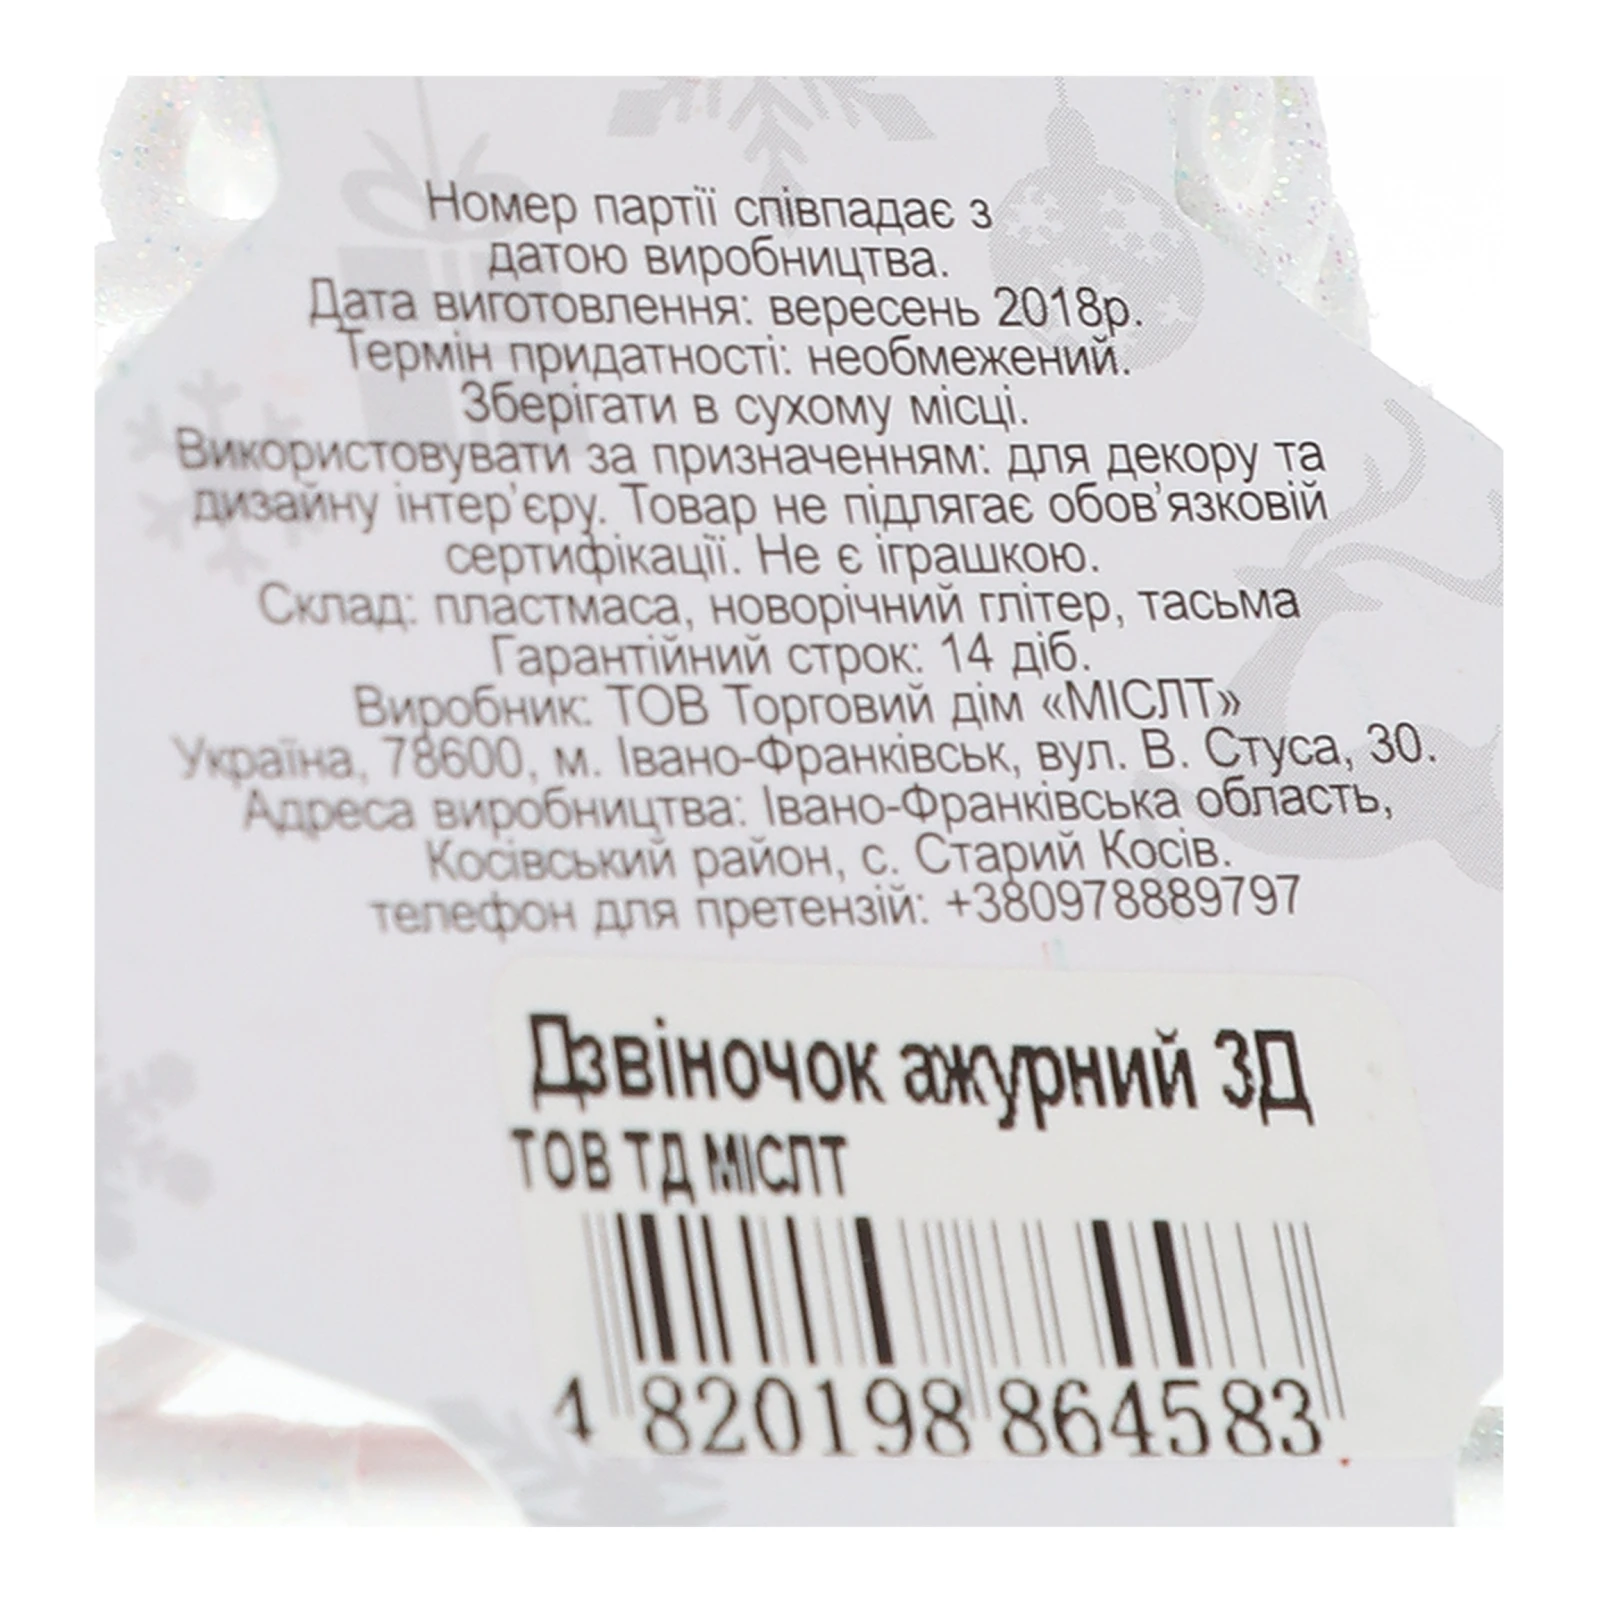 Номер партії співпадає з
датою виробництва.
Дата виготовлення: вересень 2018р.
Термін придатності: необмежений.
Зберігати в сухому місці.
Використовувати за призначенням: для декору та
дизайну інтер'єру. Товар не підлягає обов'язковій
сертифікації. Не є іграшкою.
Склад: пластмаса, новорічний глітер, тасьма
Гарантійний строк: 14 діб.
Виробник: ТОВ Торговий дім «МІСЛТ»
Україна, 78600, м. Івано-Франківськ, вул. В. Стуса, 30.
Адреса виробництва: Івано-Франківська область,
Косівський район, с. Старий Косів.
телефон для претензій: +380978889797
Дзвіночок ажурний 3Д
ТОВ ТД МІСЛТ
4 820198 864583